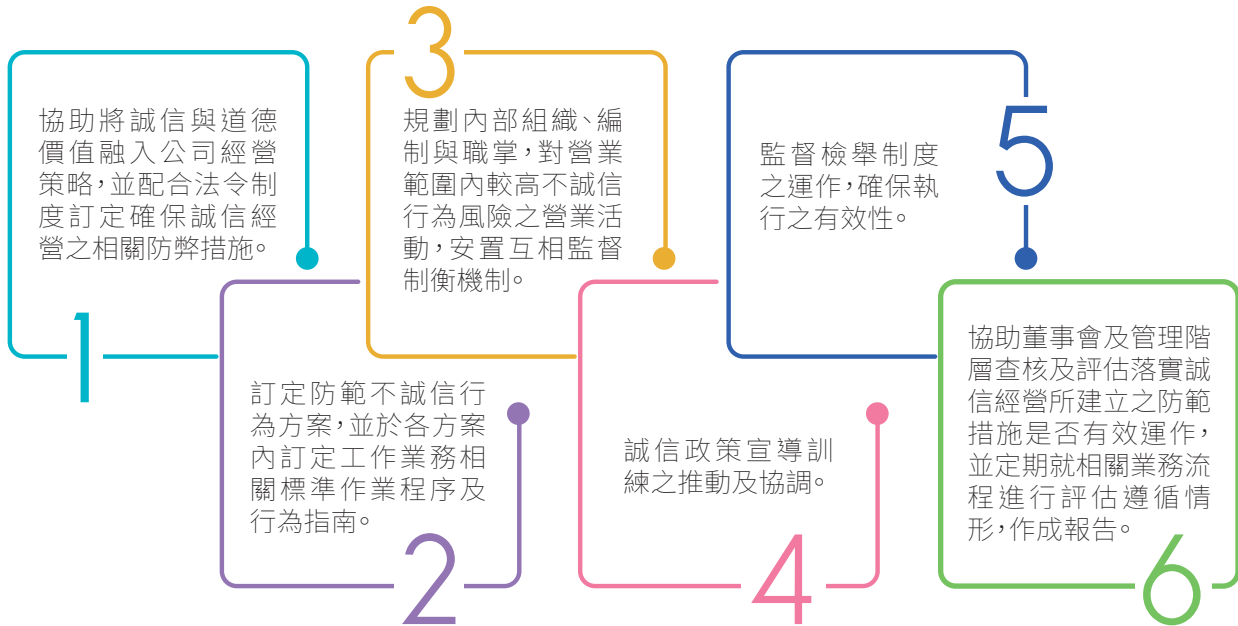 協助將誠信與道德
價值融入公司經營
策略,並配合法令制
度訂定確保誠信經
營之相關防弊措施。
1
訂定防範不誠信行
為方案,並於各方案
內訂定工作業務相
關標準作業程序及
行為指南。
2
3
規劃內部組織、編
制與職掌,對營業
範圍內較高不誠信
行為風險之營業活
動,安置互相監督
制衡機制。
誠信政策宣導訓
練之推動及協調。
4
5
監督檢舉制度
之運作,確保執
行之有效性。
協助董事會及管理階
層查核及評估落實誠
信經營所建立之防範
措施是否有效運作,
並定期就相關業務流
程進行評估遵循情
形,作成報告。
6